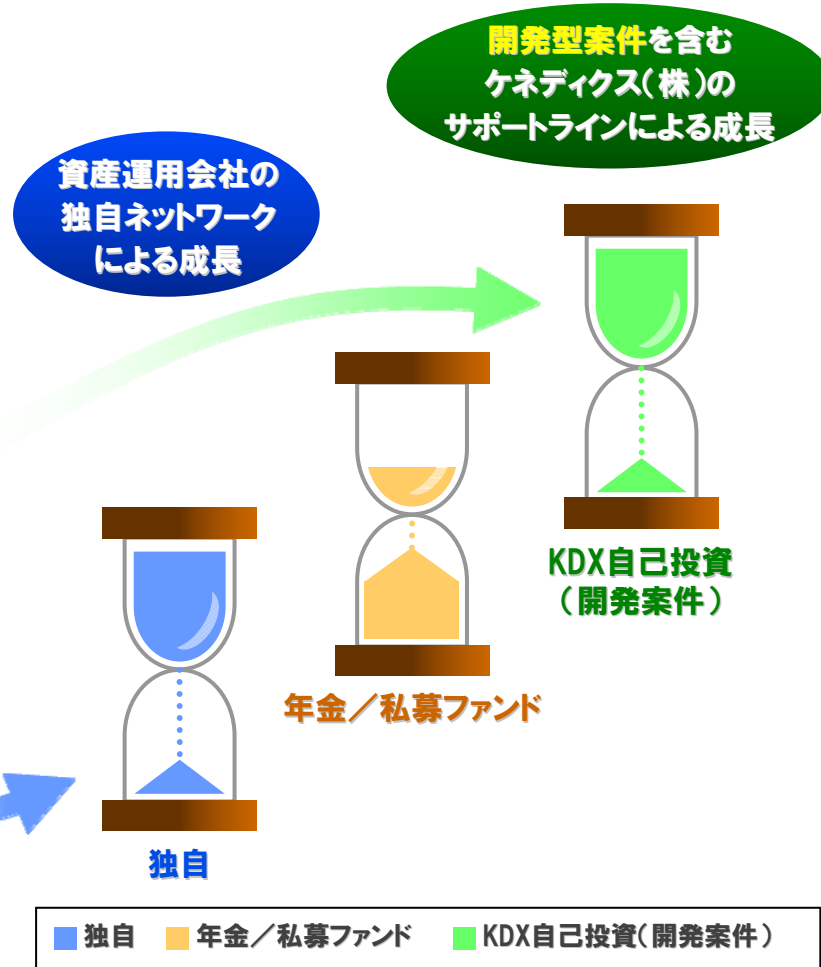 開発型案件を含む
ケネディクス(株)の
サポートラインによる成長
資産運用会社の
独自ネットワーク
による成長
KDX自己投資
(開発案件)
年金／私募ファンド
独自
独自 年金／私募ファンド KDX自己投資(開発案件)